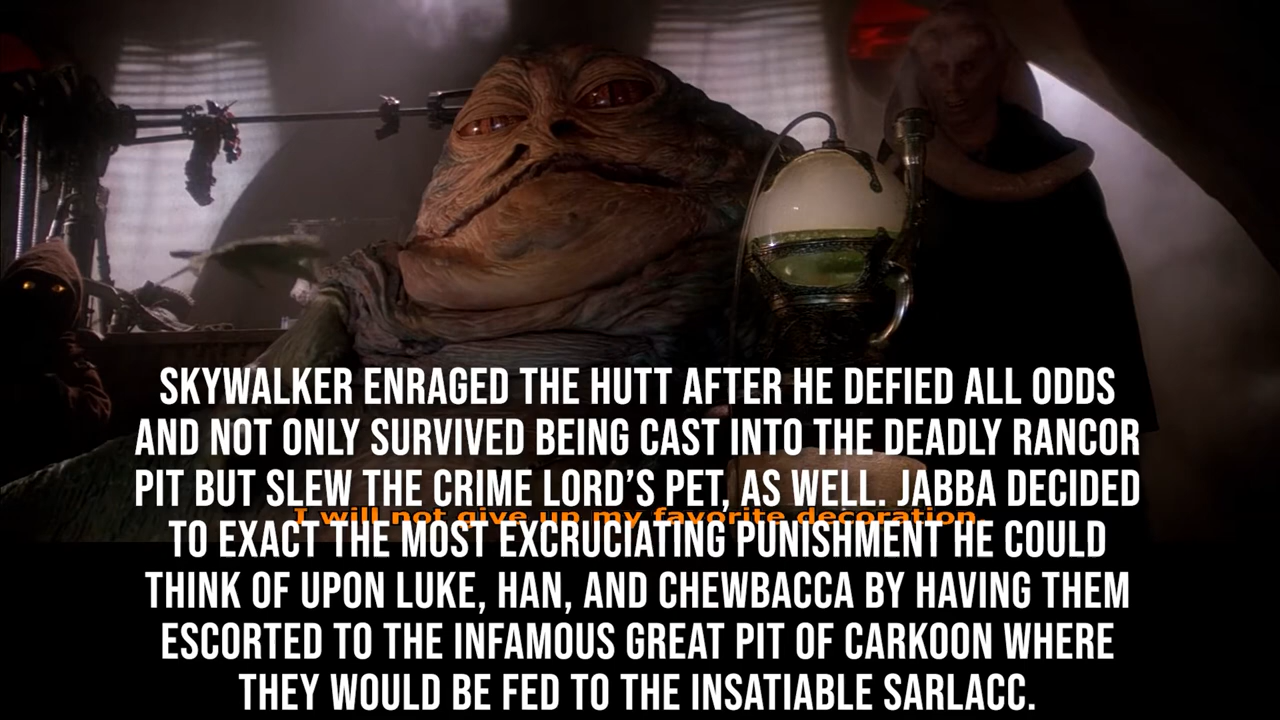 SKYWALKER ENRAGED THE HUTT AFTER HE DEFIED ALL ODDS
AND NOT ONLY SURVIVED BEING CAST INTO THE DEADLY RANCOR
PIT BUT SLEW THE CRIME LORD’S PET, AS WELL. JABBA DECIDED
I will not give up my favorite decoration.
TO EXACT THE MOST EXCRUCIATING PUNISHMENT HE COULD
THINK OF UPON LUKE, HAN, AND CHEWBACCA BY HAVING THEM
ESCORTED TO THE INFAMOUS GREAT PIT OF CARKOON WHERE
THEY WOULD BE FED TO THE INSATIABLE SARLACC.